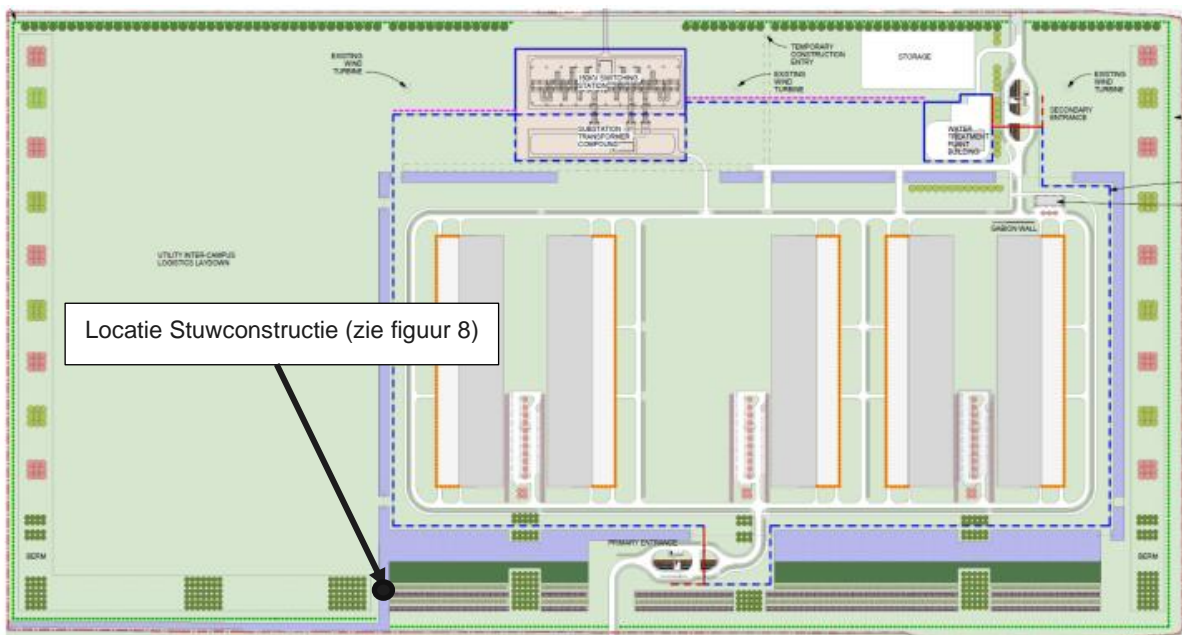 EXISTING
WIND
TURBINE
150KV SWITCHING
STATION
SUBSTATION
TRANSFORMER
COMPOUND
TEMPORARY
CONSTRUCTION
ENTRY
EXISTING
WIND
TURBINE
STORAGE
EXISTING
WIND
TURBINE
SECONDARY
ENTRANCE
WATER
TREATMENT
PLANT
BUILDING
GABION WALL
UTILITY INTER-CAMPUS
LOGISTICS LAYDOWN
Locatie Stuwconstructie (zie figuur 8)
PRIMARY ENTRANCE
BERM
BERM